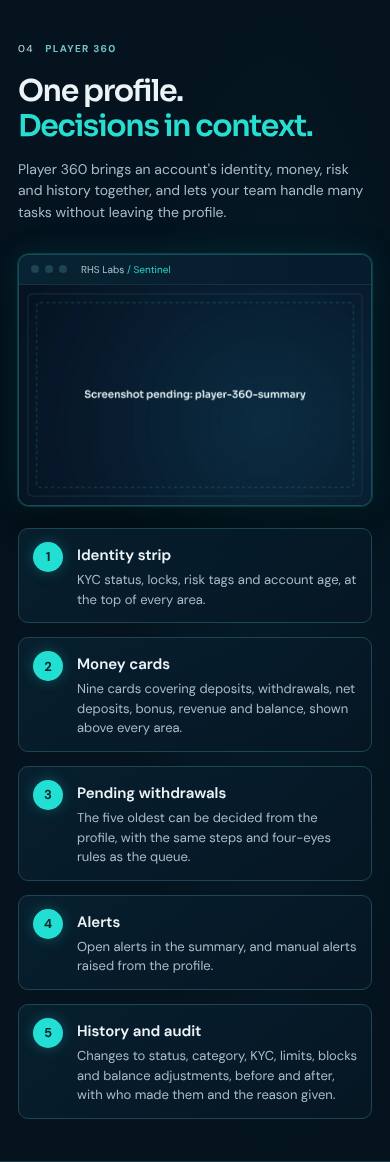 04 PLAYER 360
One profile.
Decisions in context.
Player 360 brings an account's identity, money, risk
and history together, and lets your team handle many
tasks without leaving the profile.
RHS Labs / Sentinel
Screenshot pending: player-360-summary
1 Identity strip
KYC status, locks, risk tags and account age, at
the top of every area.
2 Money cards
Nine cards covering deposits, withdrawals, net
deposits, bonus, revenue and balance, shown
above every area.
3 Pending withdrawals
The five oldest can be decided from the
profile, with the same steps and four-eyes
rules as the queue.
4 Alerts
Open alerts in the summary, and manual alerts
raised from the profile.
5 History and audit
Changes to status, category, KYC, limits, blocks
and balance adjustments, before and after,
with who made them and the reason given.